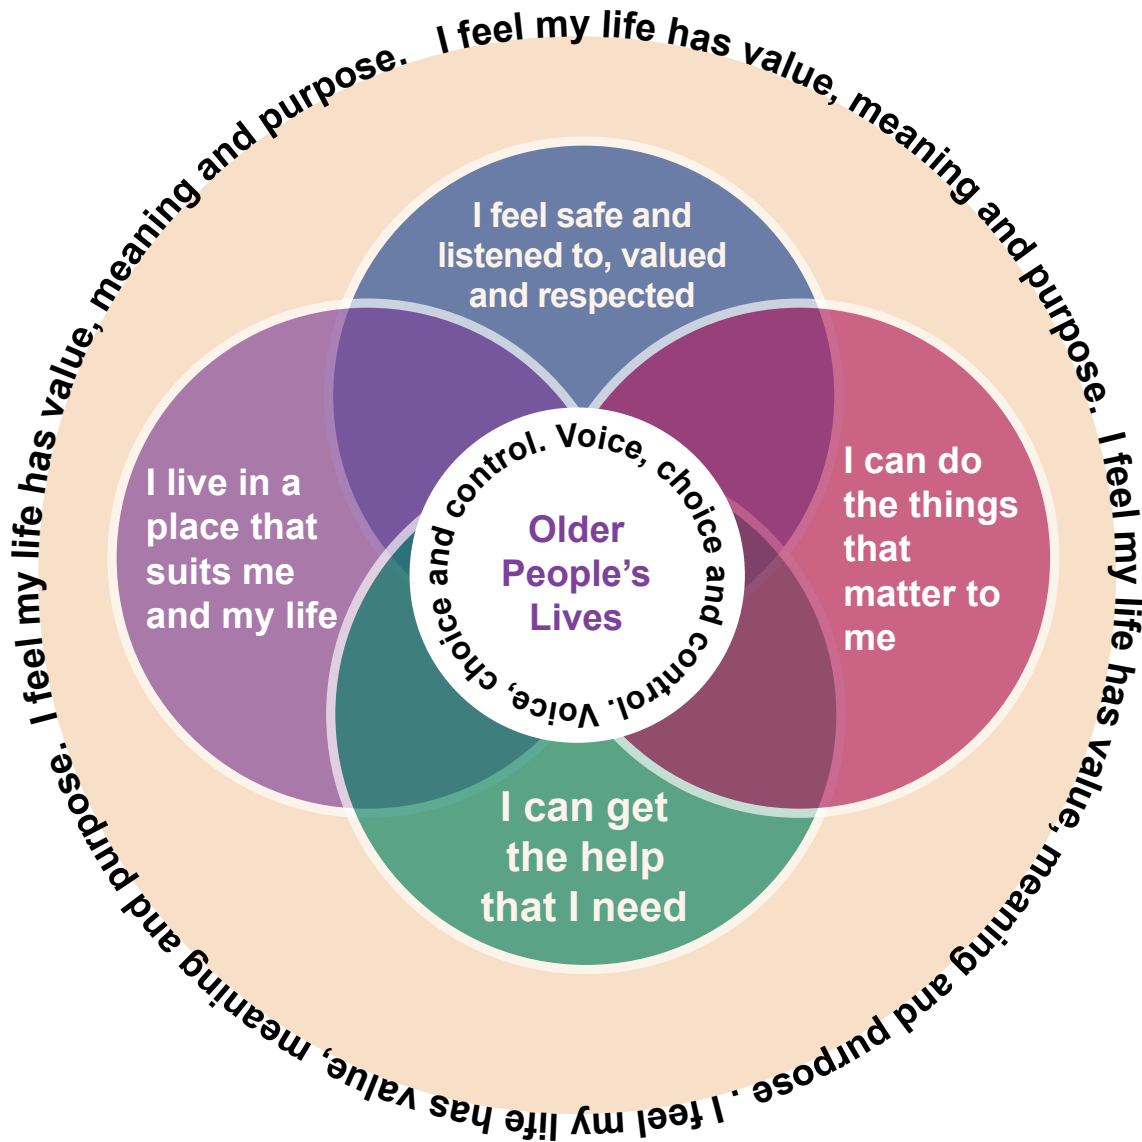 I feel my life has value, meaning and purpose.
I feel my life has value, meaning and purpose .
I feel my life has value, meaning and purpose.
I feel my life has value, meaning and purpose.
I feel safe and
listened to, valued
and respected
I live in a
place that
suits me
and my life
Voice, choice and control. Voice, choice and control.
Older
People’s
Lives
I can do
the things
that
matter to
me
I can get
the help
that I need